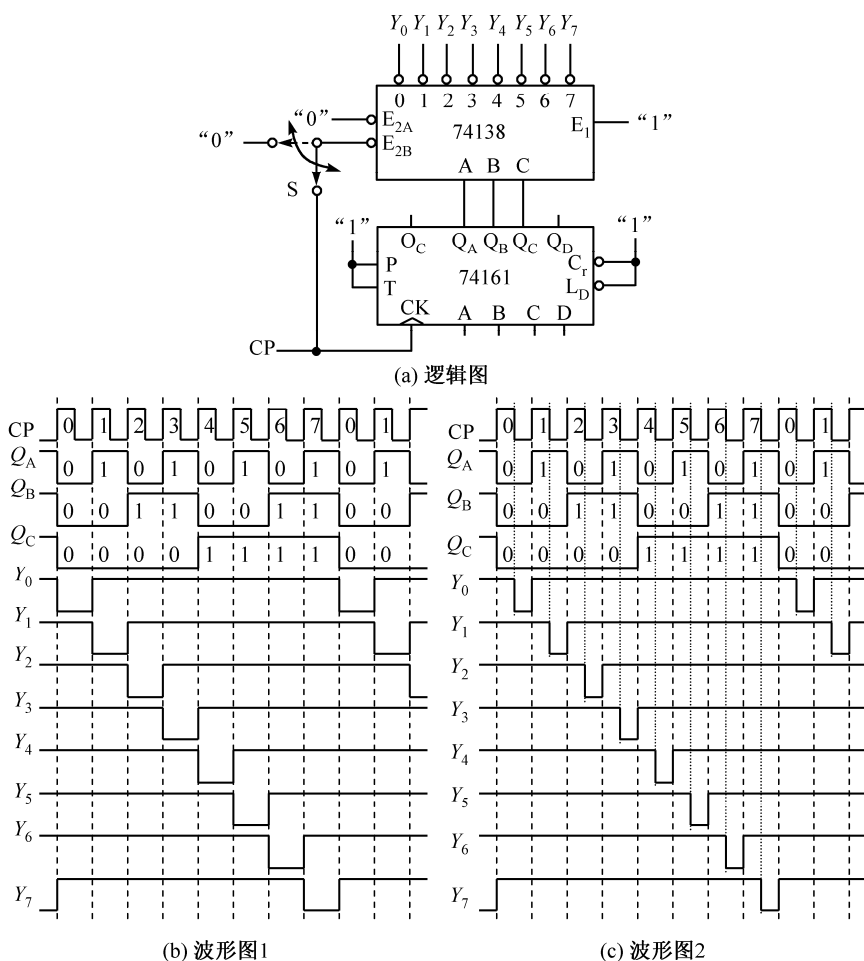 Y0 Y1 Y2 Y3 Y4 Y5 Y6 Y7
0 1 2 3 4 5 6 7
“0” E2A 74138 E1 “1”
“0” E2B
A B C
S
“1” “1”
OC QA QB QC QD
P Cr
74161
T LD
CK A B C D
CP
(a) 逻辑图
CP 0 1 2 3 4 5 6 7 0 1
QA 0 1 0 1 0 1 0 1 0 1
QB 0 0 1 1 0 0 1 1 0 0
QC 0 0 0 0 1 1 1 1 0 0
Y0
Y1
Y2
Y3
Y4
Y5
Y6
Y7
(b) 波形图1
CP 0 1 2 3 4 5 6 7 0 1
QA 0 1 0 1 0 1 0 1 0 1
QB 0 0 1 1 0 0 1 1 0 0
QC 0 0 0 0 1 1 1 1 0 0
Y0
Y1
Y2
Y3
Y4
Y5
Y6
Y7
(c) 波形图2